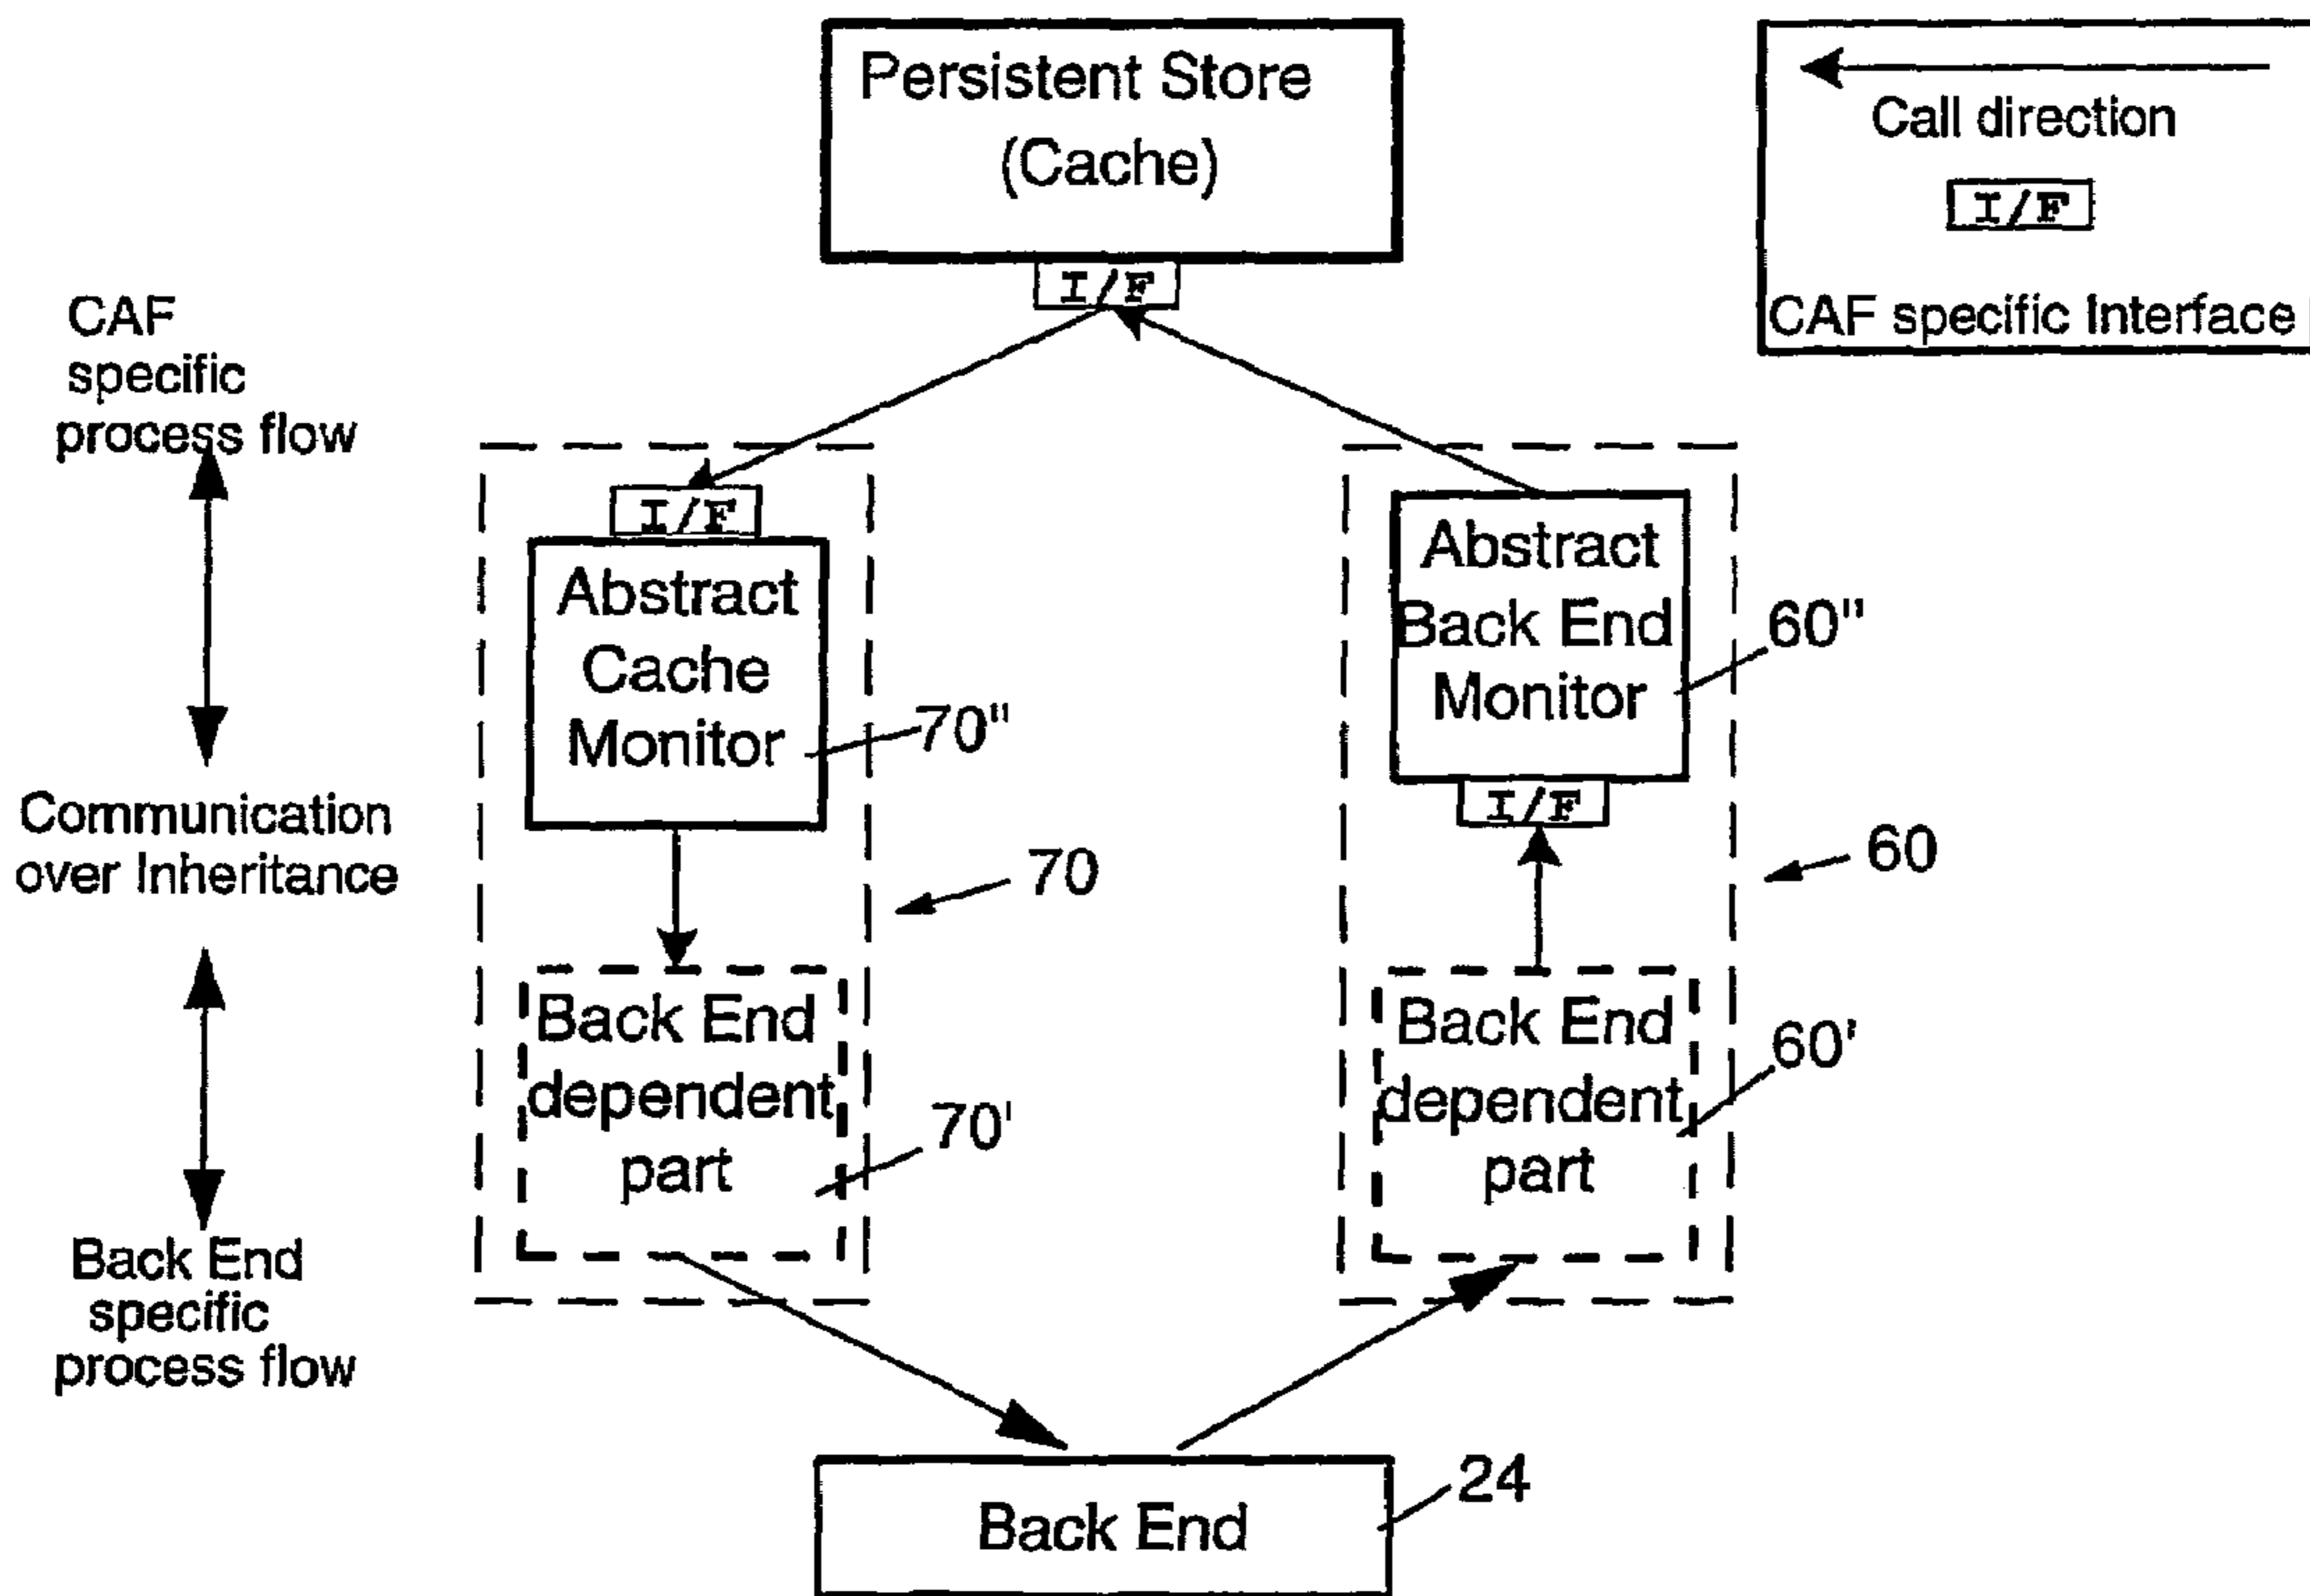 Persistent Store
(Cache)
I/F
Call direction
I/F
CAF specific Interface
CAF
specific
process flow
Communication
over Inheritance
Back End
specific
process flow
I/F
Abstract
Cache
Monitor
70"
70
Back End
dependent
part
70'
Abstract
Back End
Monitor
60"
I/F
60
Back End
dependent
part
60'
Back End
24